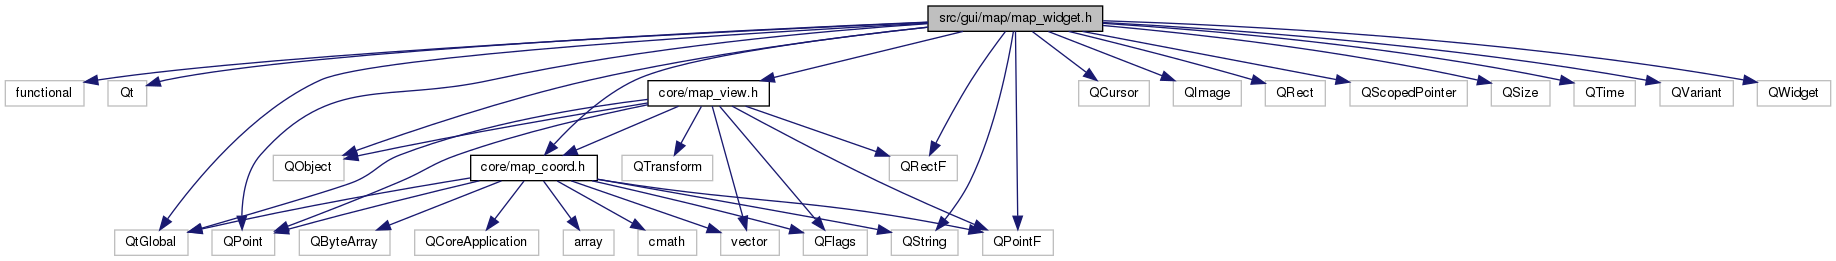 src/gui/map/map_widget.h
functional
Qt
core/map_view.h
QCursor
QImage
QRect
QScopedPointer
QSize
QTime
QVariant
QWidget
QObject
core/map_coord.h
QTransform
QRectF
QtGlobal
QPoint
QByteArray
QCoreApplication
array
cmath
vector
QFlags
QString
QPointF